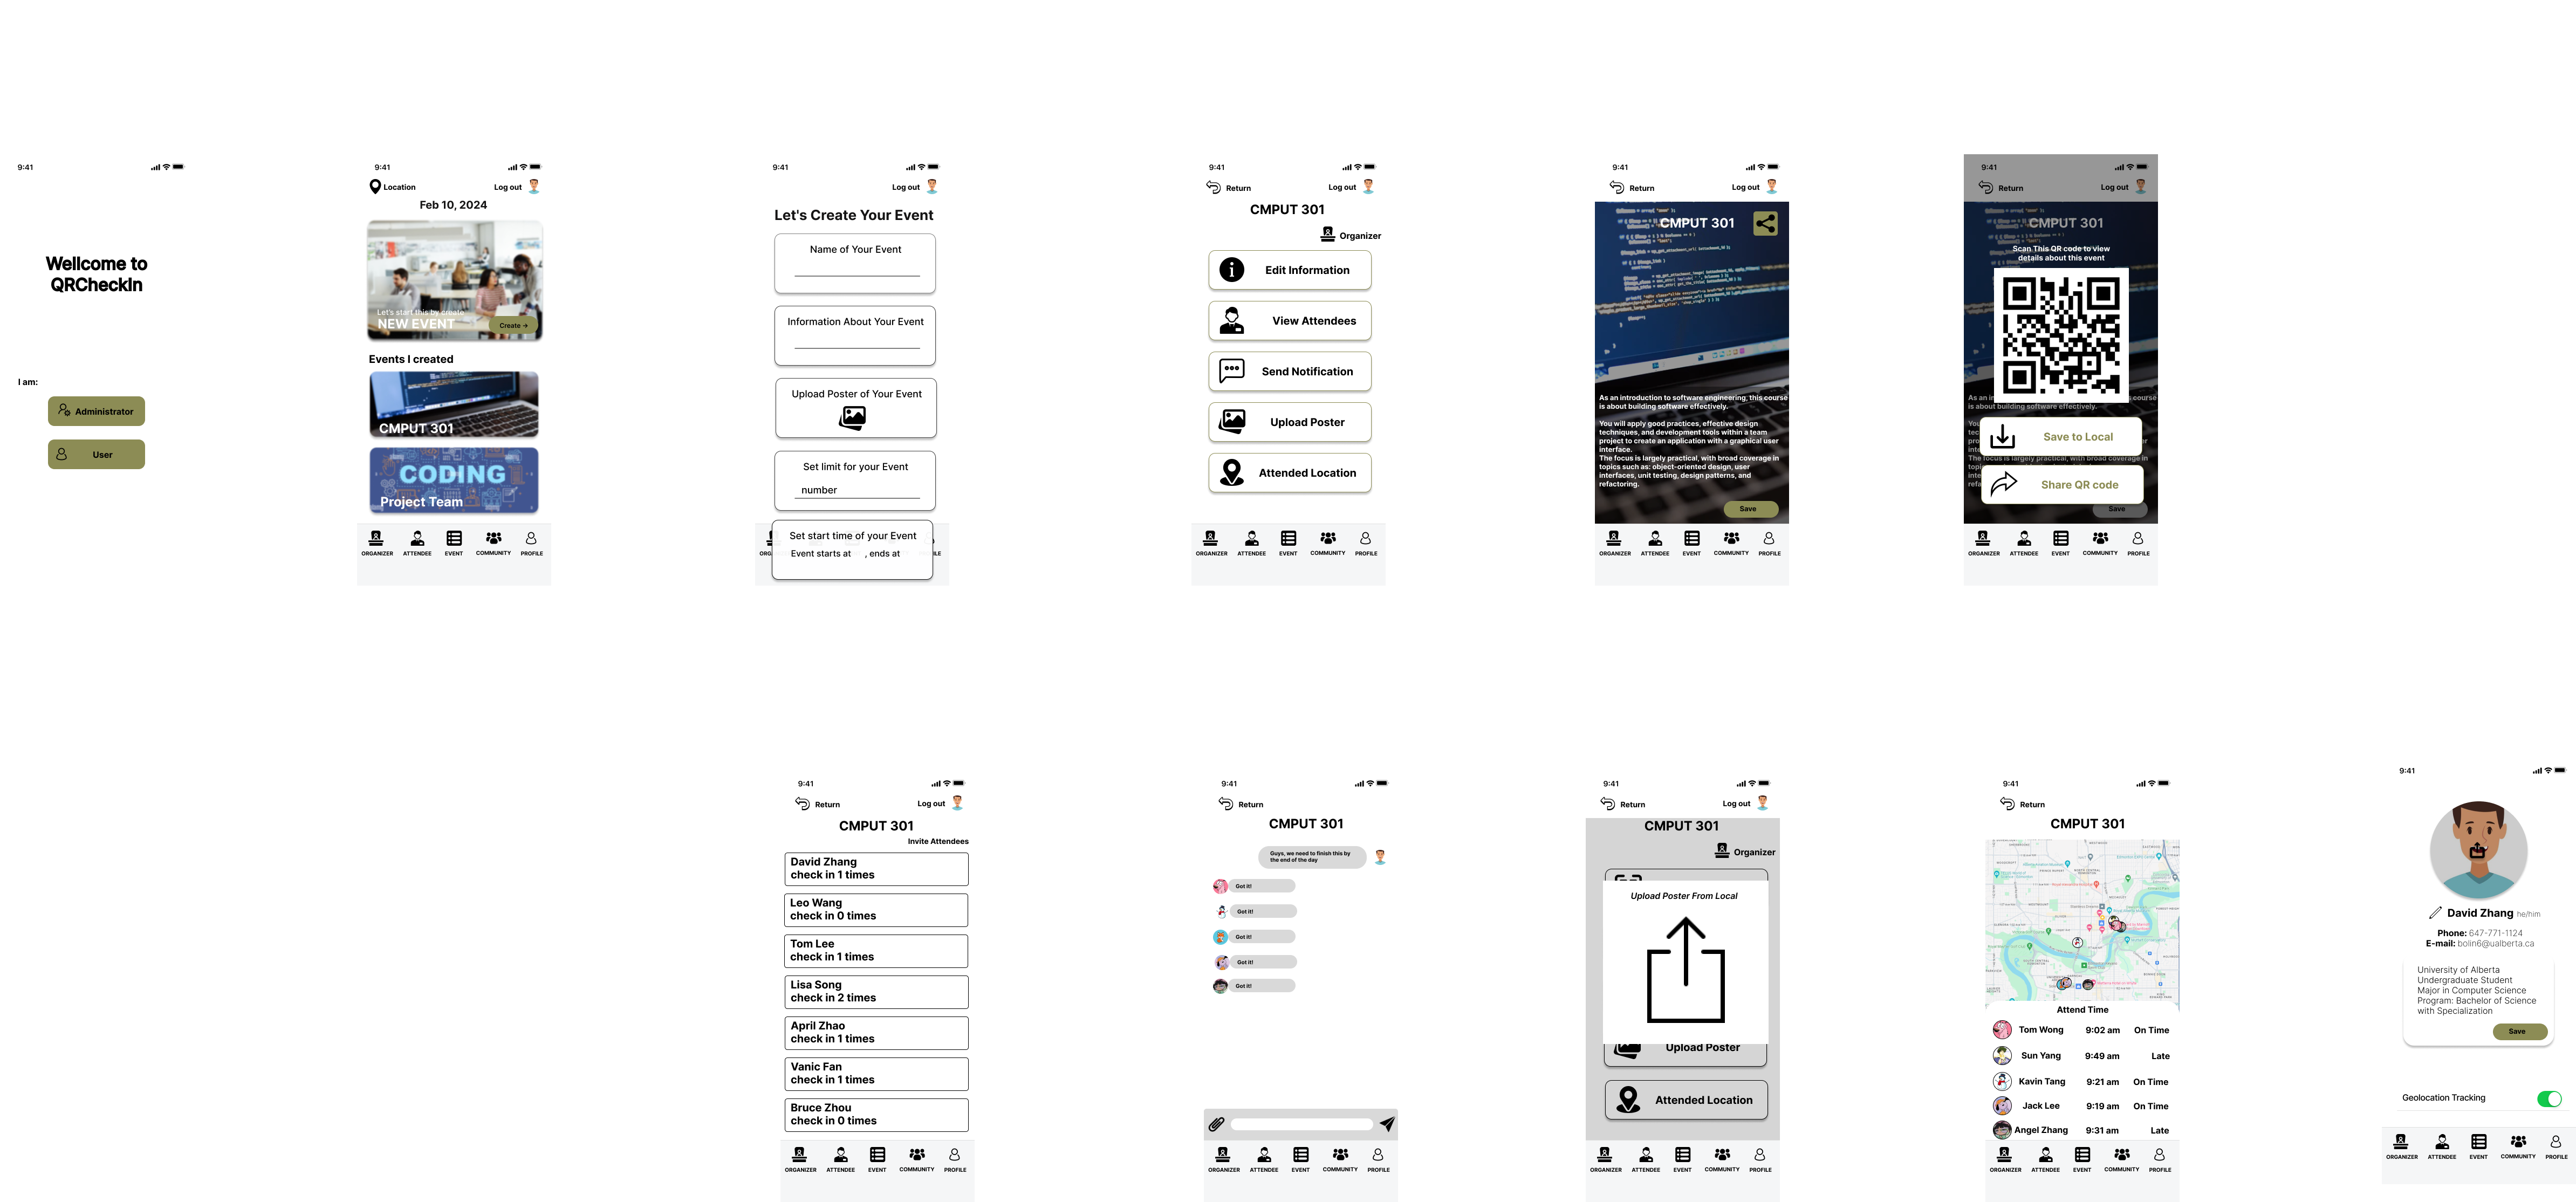 9:41
Wellcome to
QRCheckIn
I am:
Administrator
User
9:41
Location
Log out
Feb 10, 2024
Let's start this by create
NEW EVENT
Create →
Events I created
CMPUT 301
CODING
Project Team
ORGANIZER
ATTENDEE
EVENT
COMMUNITY
PROFILE
9:41
Log out
Let's Create Your Event
Name of Your Event
Information About Your Event
Upload Poster of Your Event
Set limit for your Event
number
Set start time of your Event
Event starts at , ends at
9:41
Return
Log out
CMPUT 301
Organizer
Edit Information
View Attendees
Send Notification
Upload Poster
Attended Location
ORGANIZER
ATTENDEE
EVENT
COMMUNITY
PROFILE
9:41
Return
Log out
CMPUT 301
As an introduction to software engineering, this course
is about building software effectively.
You will apply good practices, effective design
techniques, and development tools within a team
project to create an application with a graphical user
interface.
The focus is largely practical, with broad coverage in
topics such as: object-oriented design, user
interfaces, unit testing, design patterns, and
refactoring.
Save
ORGANIZER
ATTENDEE
EVENT
COMMUNITY
PROFILE
9:41
Return
Log out
CMPUT 301
Scan This QR code to view
details about this event
is about building software effectively.
Save to Local
The focus is largely practical, with broad coverage in
Share QR code
Save
ORGANIZER
ATTENDEE
EVENT
COMMUNITY
PROFILE
9:41
Return
Log out
CMPUT 301
Invite Attendees
David Zhang
check in 1 times
Leo Wang
check in 0 times
Tom Lee
check in 1 times
Lisa Song
check in 2 times
April Zhao
check in 1 times
Vanic Fan
check in 1 times
Bruce Zhou
check in 0 times
ORGANIZER
ATTENDEE
EVENT
COMMUNITY
PROFILE
9:41
Return
CMPUT 301
Guys, we need to finish this by
the end of the day
Got it!
Got it!
Got it!
Got it!
Got it!
ORGANIZER
ATTENDEE
EVENT
COMMUNITY
PROFILE
9:41
Return
Log out
CMPUT 301
Organizer
Upload Poster From Local
Upload Poster
Attended Location
ORGANIZER
ATTENDEE
EVENT
COMMUNITY
PROFILE
9:41
Return
CMPUT 301
Attend Time
Tom Wong 9:02 am On Time
Sun Yang 9:49 am Late
Kavin Tang 9:21 am On Time
Jack Lee 9:19 am On Time
Angel Zhang 9:31 am Late
ORGANIZER
ATTENDEE
EVENT
COMMUNITY
PROFILE
9:41
David Zhang he/him
Phone: 647-771-1124
E-mail: bolin6@ualberta.ca
University of Alberta
Undergraduate Student
Major in Computer Science
Program: Bachelor of Science
with Specialization
Save
Geolocation Tracking
ORGANIZER
ATTENDEE
EVENT
COMMUNITY
PROFILE